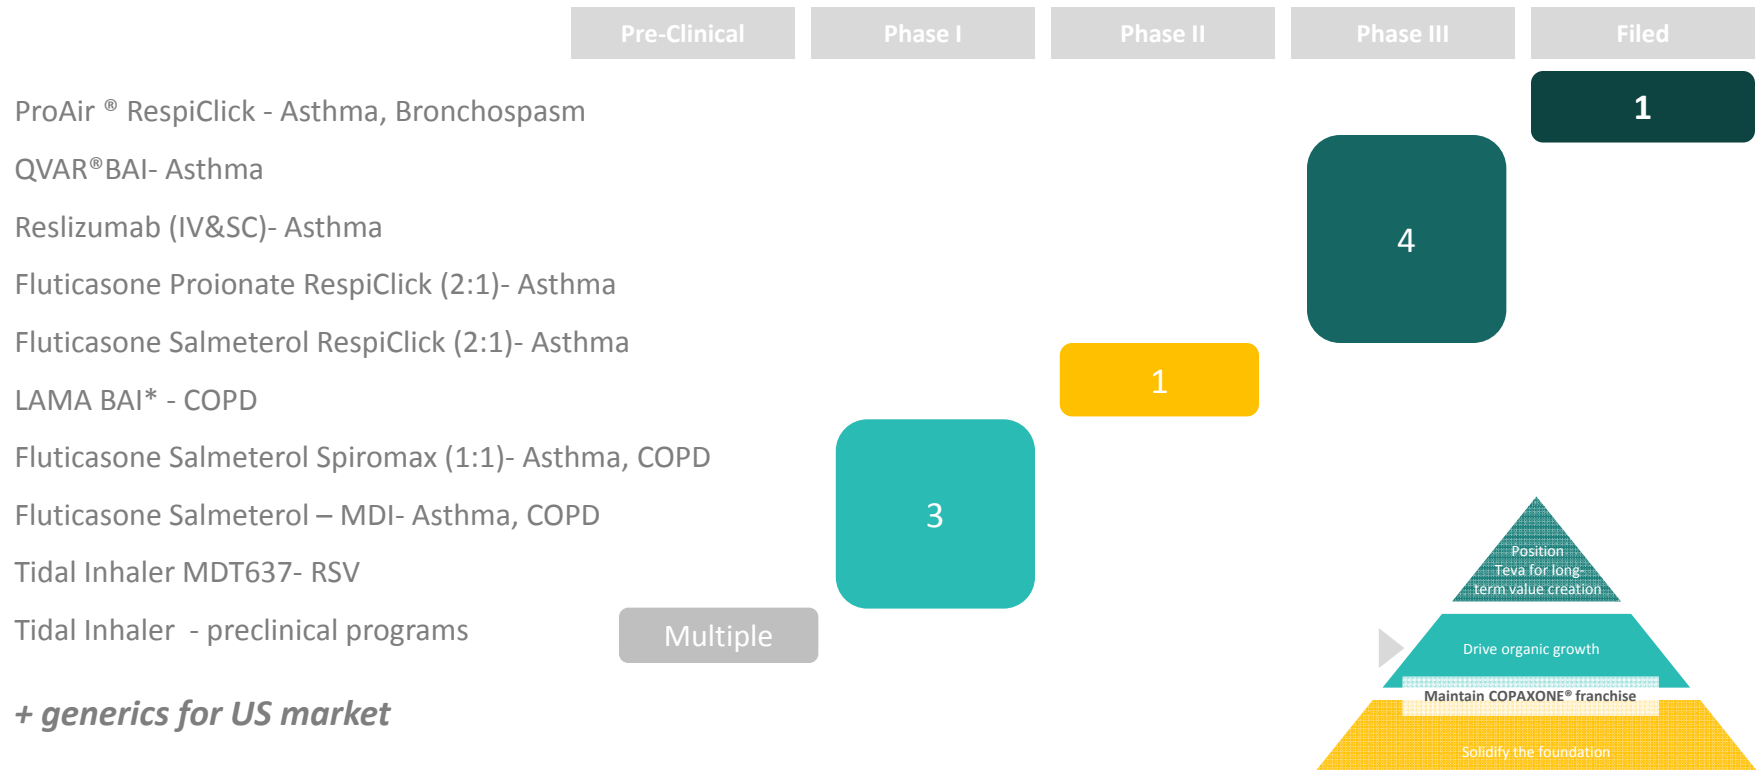 Pre-Clinical
Phase I
Phase II
Phase III
Filed
ProAir ® RespiClick - Asthma, Bronchospasm
1
QVAR®BAI- Asthma
Reslizumab (IV&SC)- Asthma
4
Fluticasone Proionate RespiClick (2:1)- Asthma
Fluticasone Salmeterol RespiClick (2:1)- Asthma
1
LAMA BAI* - COPD
Fluticasone Salmeterol Spiromax (1:1)- Asthma, COPD
Fluticasone Salmeterol – MDI- Asthma, COPD
3
Tidal Inhaler MDT637- RSV
Tidal Inhaler - preclinical programs
Multiple
+ generics for US market
Position
Teva for long-
term value creation
Drive organic growth
Maintain COPAXONE® franchise
Solidify the foundation